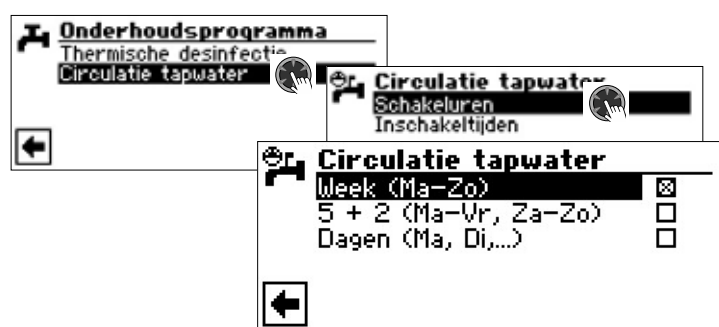 Onderhoudsprogramma
Thermische desinfectie
Circulatie tapwater
Circulatie tapwater
Schakeluren
Inschakeltijden
Circulatie tapwater
Week (Ma-Zo)
5 + 2 (Ma-Vr, Za-Zo)
Dagen (Ma, Di,...)